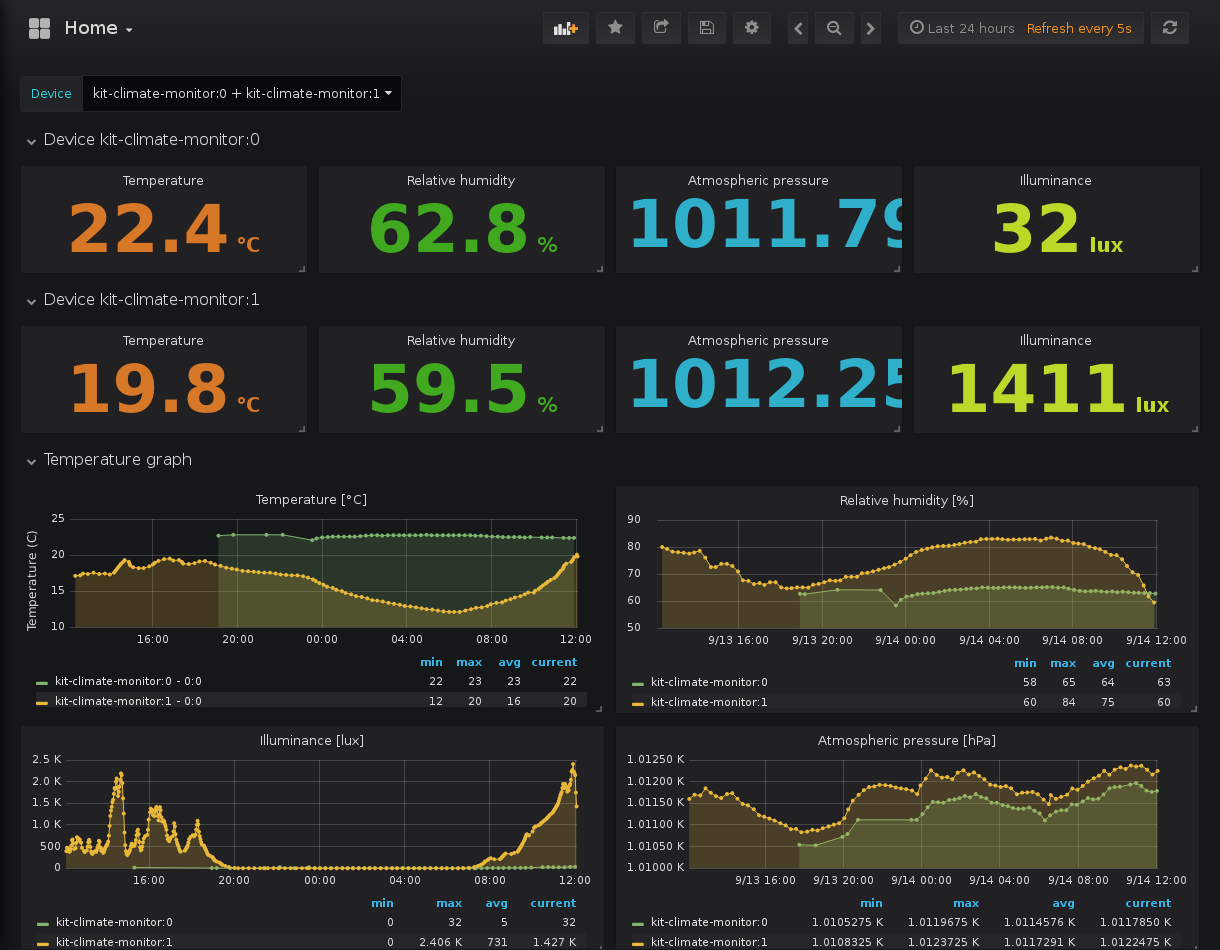 Home
Last 24 hours Refresh every 5s
Device kit-climate-monitor:0 + kit-climate-monitor:1
Device kit-climate-monitor:0
Temperature Relative humidity Atmospheric pressure Illuminance
22.4 °C 62.8 % 1011.79 32 lux
Device kit-climate-monitor:1
Temperature Relative humidity Atmospheric pressure Illuminance
19.8 °C 59.5 % 1012.25 1411 lux
Temperature graph
Temperature [°C]
Temperature (C)
25
20
15
10
16:00 20:00 00:00 04:00 08:00 12:00
min max avg current
kit-climate-monitor:0 - 0:0 22 23 23 22
kit-climate-monitor:1 - 0:0 12 20 16 20
Relative humidity [%]
90
80
70
60
50
9/13 16:00 9/13 20:00 9/14 00:00 9/14 04:00 9/14 08:00 9/14 12:00
min max avg current
kit-climate-monitor:0 58 65 64 63
kit-climate-monitor:1 60 84 75 60
Illuminance [lux]
2.5 K
2.0 K
1.5 K
1.0 K
500
0
16:00 20:00 00:00 04:00 08:00 12:00
min max avg current
kit-climate-monitor:0 0 32 5 32
kit-climate-monitor:1 0 2.406 K 731 1.427 K
Atmospheric pressure [hPa]
1.01250 K
1.01200 K
1.01150 K
1.01100 K
1.01050 K
1.01000 K
9/13 16:00 9/13 20:00 9/14 00:00 9/14 04:00 9/14 08:00 9/14 12:00
min max avg current
kit-climate-monitor:0 1.0105275 K 1.0119675 K 1.0114576 K 1.0117850 K
kit-climate-monitor:1 1.0108325 K 1.0123725 K 1.0117291 K 1.0122475 K